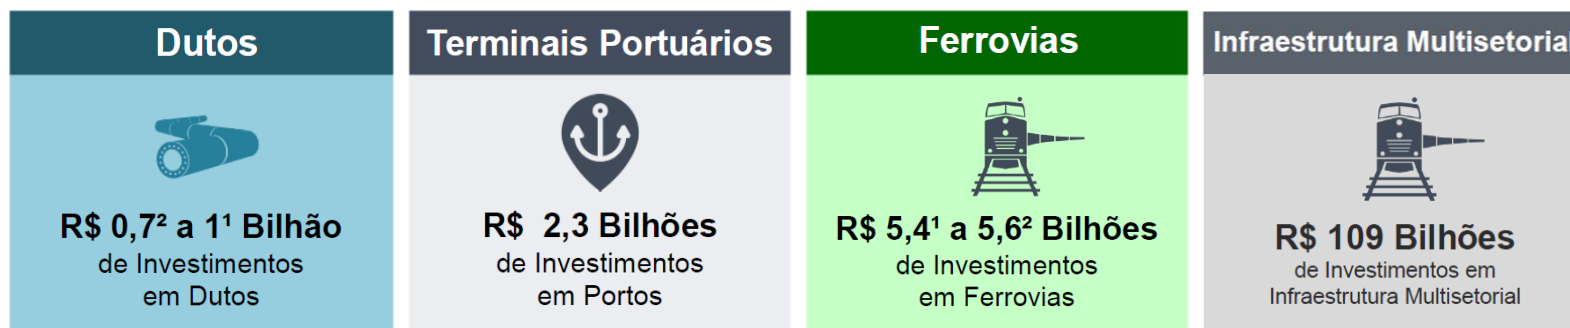 Dutos
R$ 0,7² a 1¹ Bilhão
de Investimentos
em Dutos
Terminais Portuários
R$ 2,3 Bilhões
de Investimentos
em Portos
Ferrovias
R$ 5,4¹ a 5,6² Bilhões
de Investimentos
em Ferrovias
Infraestrutura Multisetorial
R$ 109 Bilhões
de Investimentos em
Infraestrutura Multisetorial